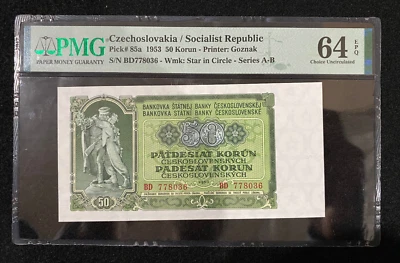 PMG
PAPER MONEY GUARANTY
Czechoslovakia / Socialist Republic
Pick# 85a 1953 50 Korun - Printer: Goznak
S/N BD778036 - Wmk: Star in Circle - Series A-B
64 EPQ
Choice Uncirculated
BANKOVKA ŠTÁTNEJ BANKY ČESKOSLOVENSKEJ
BANKOVKA STÁTNÍ BANKY ČESKOSLOVENSKÉ
50
PÄŤDESIAT KORÚN
ČESKOSLOVENSKÝCH
PADESÁT KORUN
ČESKOSLOVENSKÝCH
BD 778036 1953 BD 778036
50